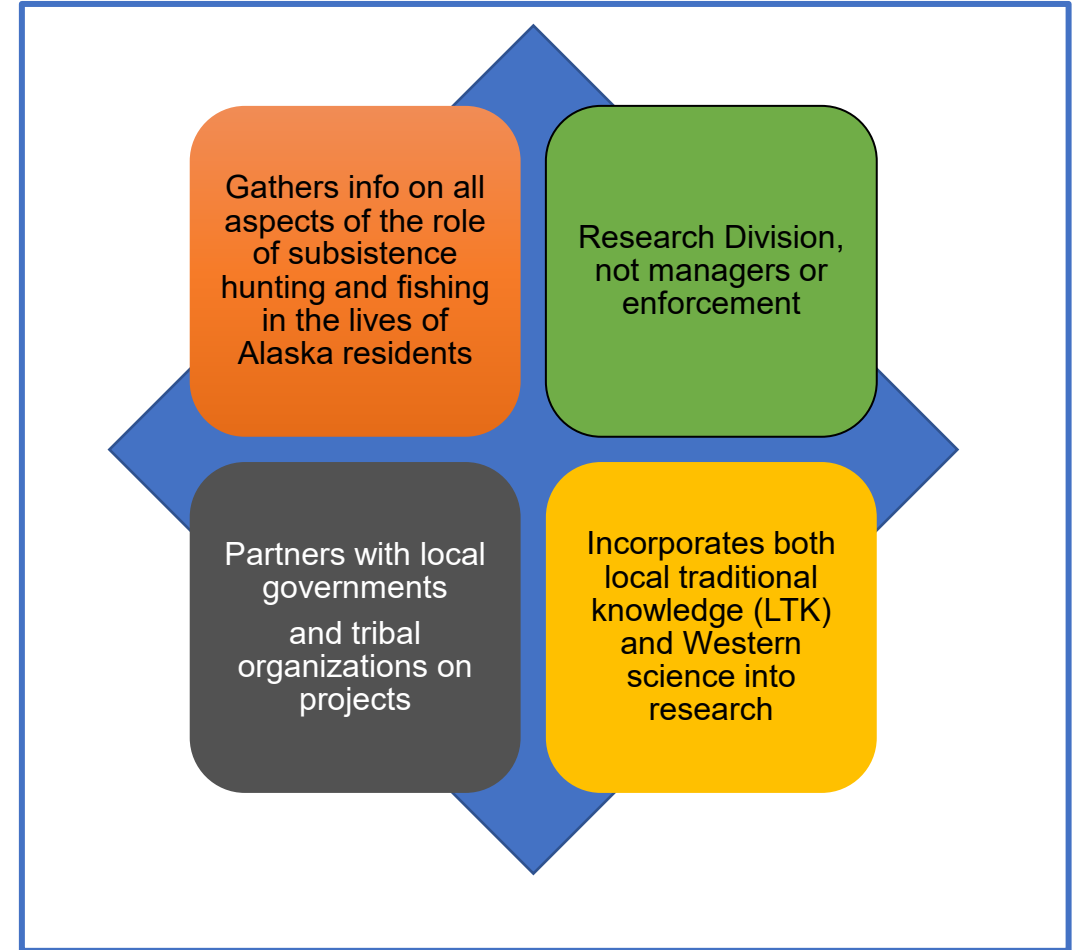 Gathers info on all
aspects of the role
of subsistence
hunting and fishing
in the lives of
Alaska residents
Research Division,
not managers or
enforcement
Partners with local
governments
and tribal
organizations on
projects
Incorporates both
local traditional
knowledge (LTK)
and Western
science into
research